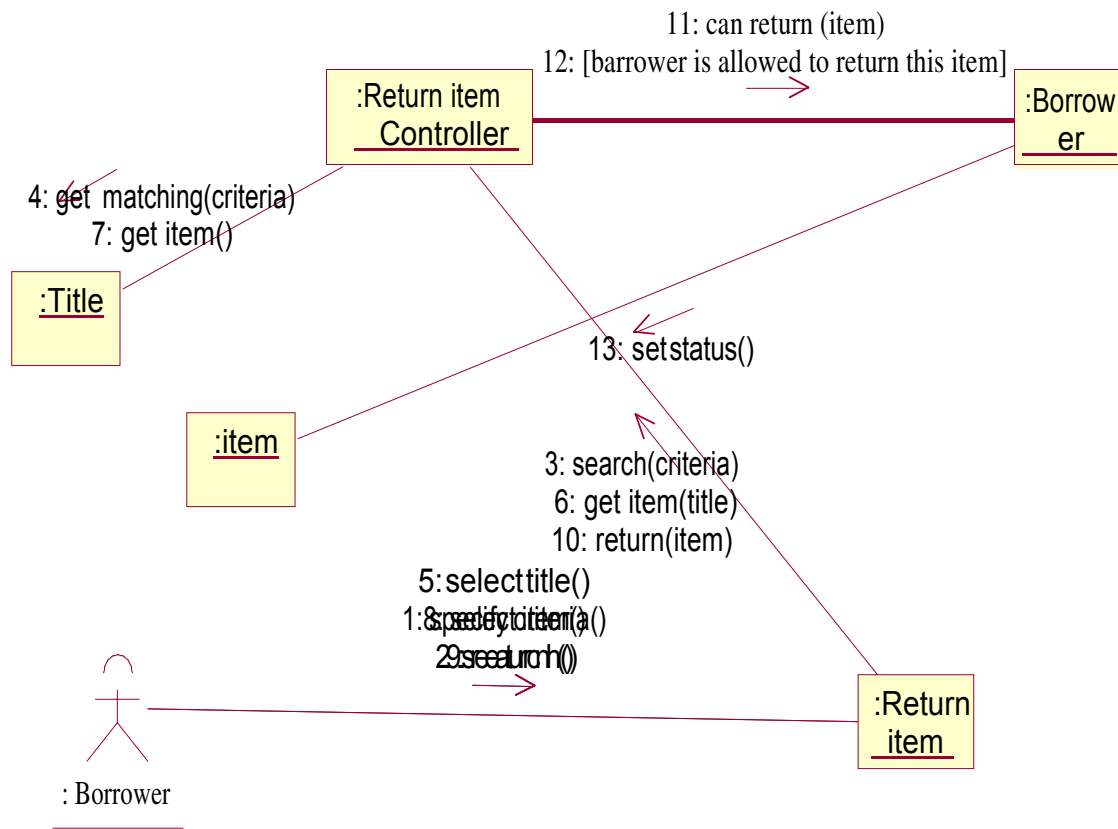 11: can return (item)
12: [barrower is allowed to return this item]
:Return item
Controller
:Borrow
er
4: get matching(criteria)
7: get item()
:Title
13: setstatus()
:item
3: search(criteria)
6: get item(title)
10: return(item)
5: select title()
:Return
item
: Borrower